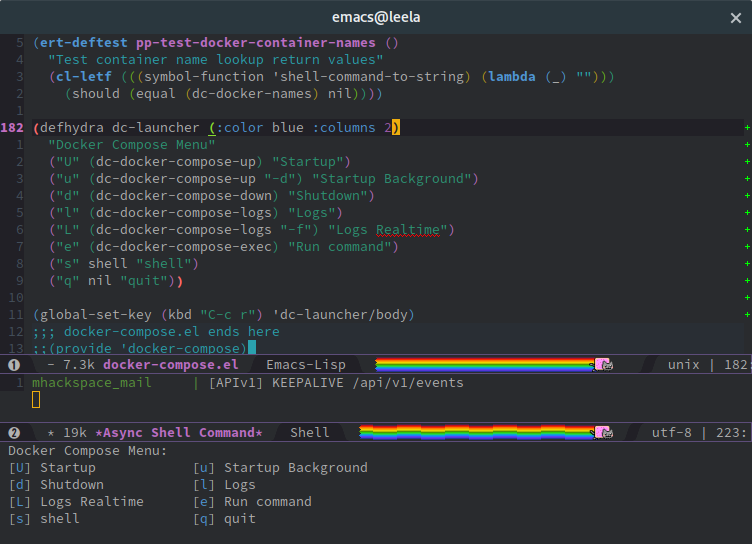 emacs@leela
5 (ert-deftest pp-test-docker-container-names ()
4   "Test container name lookup return values"
3   (cl-letf (((symbol-function 'shell-command-to-string) (lambda (_) "")))
2     (should (equal (dc-docker-names) nil))))
1
182 (defhydra dc-launcher (:color blue :columns 2)
1   "Docker Compose Menu"
2   ("U" (dc-docker-compose-up) "Startup")
3   ("u" (dc-docker-compose-up "-d") "Startup Background")
4   ("d" (dc-docker-compose-down) "Shutdown")
5   ("l" (dc-docker-compose-logs) "Logs")
6   ("L" (dc-docker-compose-logs "-f") "Logs Realtime")
7   ("e" (dc-docker-compose-exec) "Run command")
8   ("s" shell "shell")
9   ("q" nil "quit"))
10
11 (global-set-key (kbd "C-c r") 'dc-launcher/body)
12 ;;; docker-compose.el ends here
13 ;;(provide 'docker-compose)
1 - 7.3k docker-compose.el Emacs-Lisp unix | 182:
1 mhackspace_mail | [APIv1] KEEPALIVE /api/v1/events
2 * 19k *Async Shell Command* Shell utf-8 | 223:
Docker Compose Menu:
[U] Startup [u] Startup Background
[d] Shutdown [l] Logs
[L] Logs Realtime [e] Run command
[s] shell [q] quit